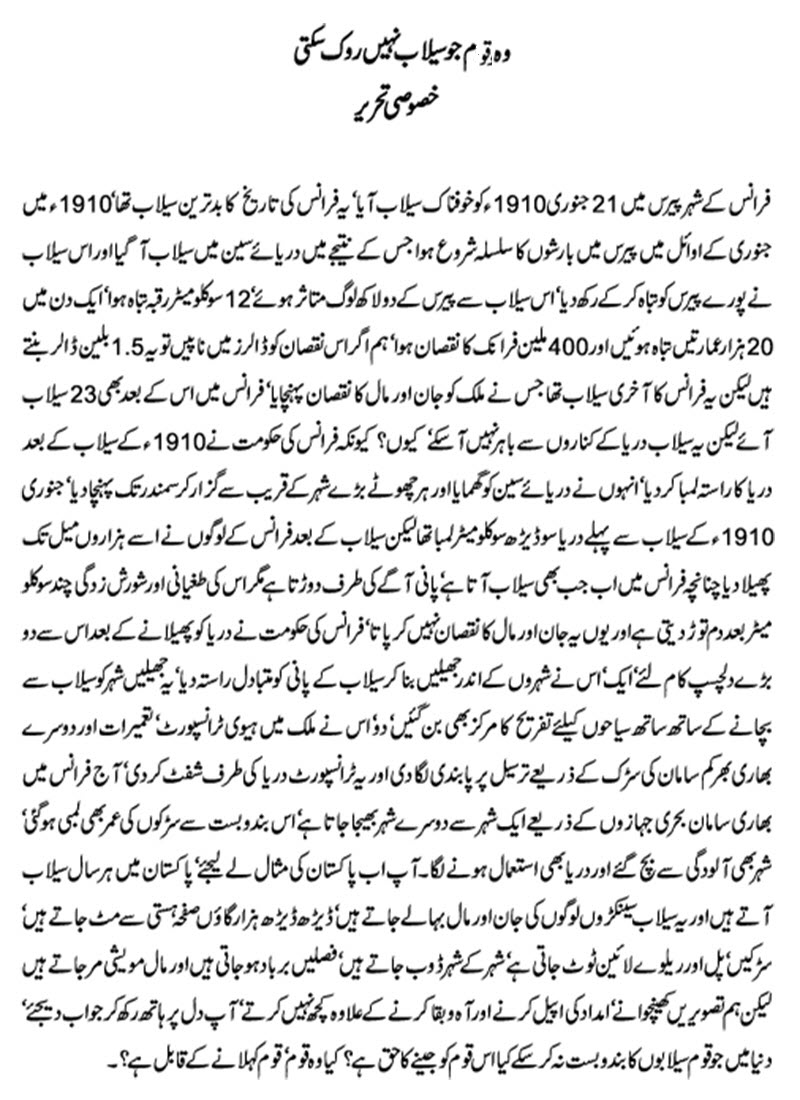 وہ قوم جو سیلاب نہیں روک سکتی
خصوصی تحریر
فرانس کے شہر پیرس میں 21 جنوری 1910ء کو خوفناک سیلاب آیا‘ یہ فرانس کی تاریخ کا بدترین سیلاب تھا‘ 1910ء میں
جنوری کے اوائل میں پیرس میں بارشوں کا سلسلہ شروع ہوا جس کے نتیجے میں دریائے سین میں سیلاب آ گیا اور اس سیلاب
نے پورے پیرس کو تباہ کر کے رکھ دیا‘ اس سیلاب سے پیرس کے دو لاکھ لوگ متاثر ہوئے‘ 12 سو کلو میٹر رقبہ تباہ ہوا‘ ایک دن میں
20 ہزار عمارتیں تباہ ہوئیں اور 400 ملین فرانک کا نقصان ہوا‘ ہم اگر اس نقصان کو ڈالرز میں ناپیں تو یہ 1.5 بلین ڈالر بنتے
ہیں لیکن یہ فرانس کا آخری سیلاب تھا جس نے ملک کو جان اور مال کا نقصان پہنچایا‘ فرانس میں اس کے بعد بھی 23 سیلاب
آئے لیکن یہ سیلاب دریا کے کناروں سے باہر نہیں آ سکے‘ کیوں؟ کیونکہ فرانس کی حکومت نے 1910ء کے سیلاب کے بعد
دریا کا راستہ لمبا کر دیا‘ انہوں نے دریائے سین کو گھمایا اور ہر چھوٹے بڑے شہر کے قریب سے گزار کر سمندر تک پہنچا دیا‘ جنوری
1910ء کے سیلاب سے پہلے دریا سو ڈیڑھ سو کلو میٹر لمبا تھا لیکن سیلاب کے بعد فرانس کے لوگوں نے اسے ہزاروں میل تک
پھیلا دیا چنانچہ فرانس میں اب جب بھی سیلاب آتا ہے‘ پانی آگے کی طرف دوڑتا ہے مگر اس کی طغیانی اور شورش زدگی چند سو کلو
میٹر بعد دم توڑ دیتی ہے اور یوں یہ جان اور مال کا نقصان نہیں کر پاتا‘ فرانس کی حکومت نے دریا کو پھیلانے کے بعد اس سے دو
بڑے دلچسپ کام لئے‘ ایک‘ اس نے شہروں کے اندر جھیلیں بنا کر سیلاب کے پانی کو متبادل راستہ دیا‘ یہ جھیلیں شہر کو سیلاب سے
بچانے کے ساتھ ساتھ سیاحوں کیلئے تفریح کا مرکز بھی بن گئیں‘ دو‘ اس نے ملک میں ہیوی ٹرانسپورٹ‘ تعمیرات اور دوسرے
بھاری بھرکم سامان کی سڑک کے ذریعے ترسیل پر پابندی لگا دی اور یہ ٹرانسپورٹ دریا کی طرف شفٹ کر دی‘ آج فرانس میں
بھاری سامان بحری جہازوں کے ذریعے ایک شہر سے دوسرے شہر بھیجا جاتا ہے‘ اس بندوبست سے سڑکوں کی عمر بھی لمبی ہو گئی‘
شہر بھی آلودگی سے بچ گئے اور دریا بھی استعمال ہونے لگا۔ آپ اب پاکستان کی مثال لے لیجئے‘ پاکستان میں ہر سال سیلاب
آتے ہیں اور یہ سیلاب سینکڑوں لوگوں کی جان اور مال بہا لے جاتے ہیں‘ ڈیڑھ ڈیڑھ ہزار گاؤں صفحہ ہستی سے مٹ جاتے ہیں‘
سڑکیں‘ پل اور ریلوے لائین ٹوٹ جاتی ہے‘ شہر کے شہر ڈوب جاتے ہیں‘ فصلیں برباد ہو جاتی ہیں اور مال مویشی مر جاتے ہیں
لیکن ہم تصویریں کھینچوانے‘ امداد کی اپیل کرنے اور آہ و بقا کرنے کے علاوہ کچھ نہیں کرتے‘ آپ دل پر ہاتھ رکھ کر جواب دیجئے‘
دنیا میں جو قوم سیلابوں کا بندوبست نہ کر سکے کیا اس قوم کو جینے کا حق ہے؟ کیا وہ قوم‘ قوم کہلانے کے قابل ہے؟۔